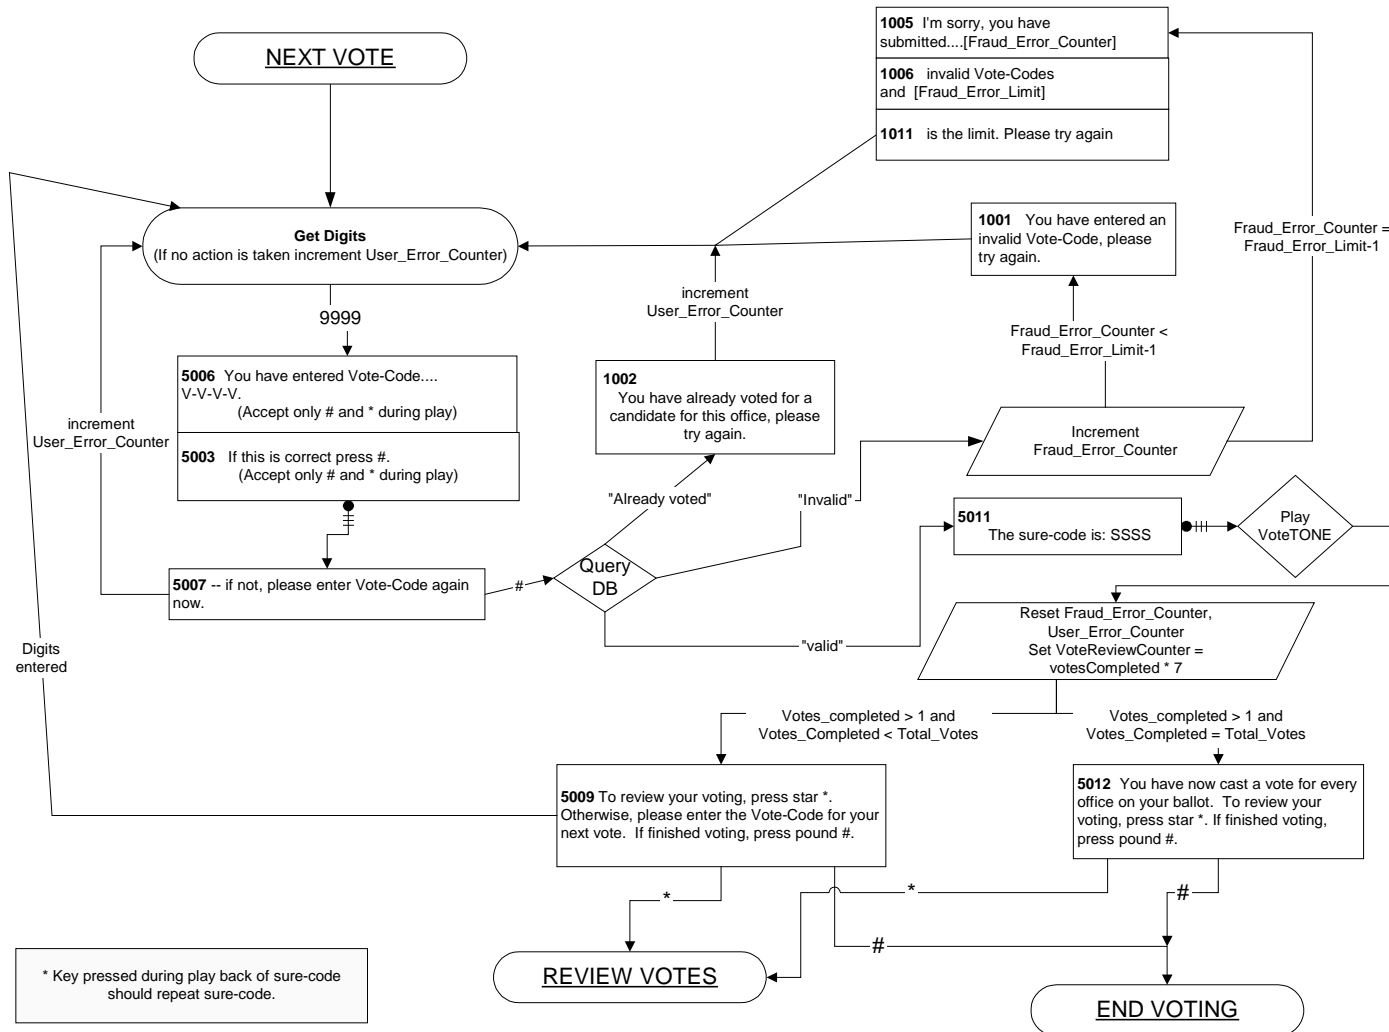 NEXT VOTE
1005 I'm sorry, you have
submitted....[Fraud_Error_Counter]
1006 invalid Vote-Codes
and [Fraud_Error_Limit]
1011 is the limit. Please try again
Get Digits
(If no action is taken increment User_Error_Counter)
1001 You have entered an
invalid Vote-Code, please
try again.
Fraud_Error_Counter =
Fraud_Error_Limit-1
increment
User_Error_Counter
9999
Fraud_Error_Counter <
Fraud_Error_Limit-1
5006 You have entered Vote-Code....
V-V-V-V.
(Accept only # and * during play)
5003 If this is correct press #.
(Accept only # and * during play)
increment
User_Error_Counter
1002
You have already voted for a
candidate for this office, please
try again.
Increment
Fraud_Error_Counter
"Already voted"
"Invalid"
5011
The sure-code is: SSSS
Play
VoteTONE
5007 -- if not, please enter Vote-Code again
now.
#
Query
DB
"valid"
Reset Fraud_Error_Counter,
User_Error_Counter
Set VoteReviewCounter =
votesCompleted * 7
Digits
entered
Votes_completed > 1 and
Votes_Completed < Total_Votes
Votes_completed > 1 and
Votes_Completed = Total_Votes
5009 To review your voting, press star *.
Otherwise, please enter the Vote-Code for your
next vote. If finished voting, press pound #.
5012 You have now cast a vote for every
office on your ballot. To review your
voting, press star *. If finished voting,
press pound #.
*
*
#
#
REVIEW VOTES
END VOTING
* Key pressed during play back of sure-code
should repeat sure-code.